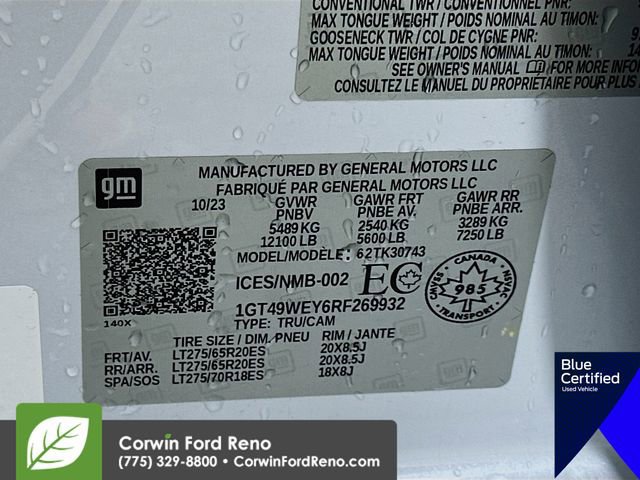 CONVENTIONAL TWR / CONVENTIONNEL PNR:
MAX TONGUE WEIGHT / POIDS NOMINAL AU TIMON:
GOOSENECK TWR / COL DE CYGNE PNR:
MAX TONGUE WEIGHT / POIDS NOMINAL AU TIMON:
SEE OWNER'S MANUAL FOR MORE INFOR
CONSULTEZ LE MANUEL DU PROPRIETAIRE POUR PLUS
gm
MANUFACTURED BY GENERAL MOTORS LLC
FABRIQUÉ PAR GENERAL MOTORS LLC
10/23 GVWR GAWR FRT GAWR RR
PNBV PNBE AV. PNBE ARR.
5489 KG 2540 KG 3289 KG
12100 LB 5600 LB 7250 LB
MODEL/MODÈLE: 62TK30743
ICES/NMB-002 EC
CANADA
CMVSS 985 NSVAC
TRANSPORT
1GT49WEY6RF269932
140X TYPE: TRU/CAM
TIRE SIZE / DIM. PNEU RIM / JANTE
FRT/AV. LT275/65R20ES 20X8.5J
RR/ARR. LT275/65R20ES 20X8.5J
SPA/SOS LT275/70R18ES 18X8J
Blue
Certified
Used Vehicle
Corwin Ford Reno
(775) 329-8800 • CorwinFordReno.com